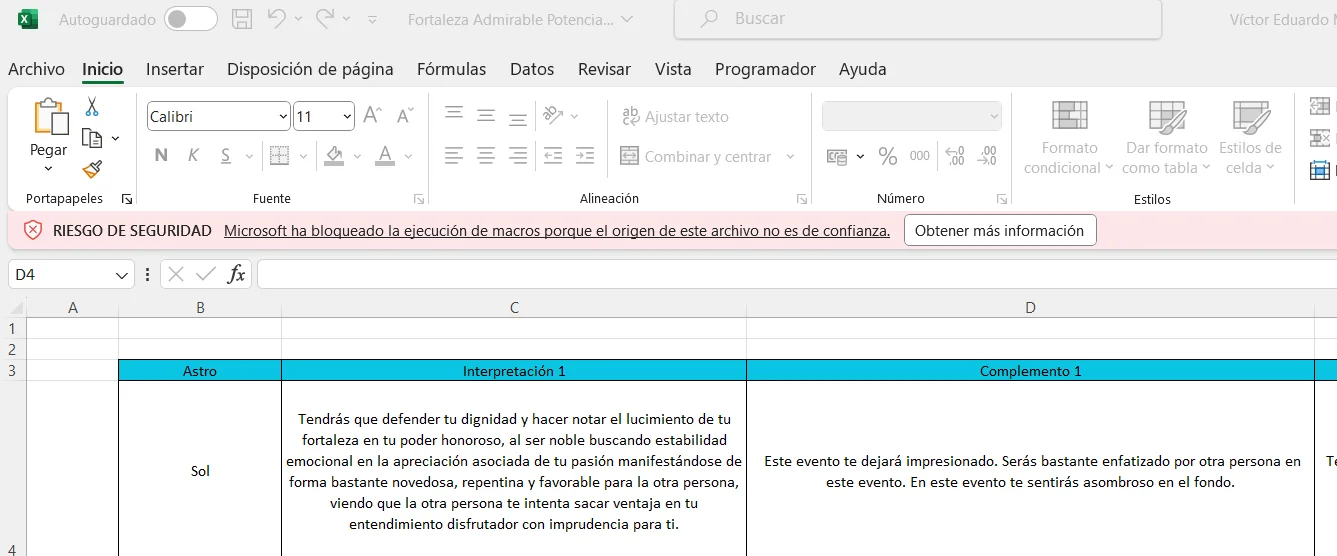 Autoguardado
Fortaleza Admirable Potencia...
Buscar
Víctor Eduardo
Archivo Inicio Insertar Disposición de página Fórmulas Datos Revisar Vista Programador Ayuda
Pegar
Calibri 11
N K S A
Ajustar texto
Combinar y centrar
% 000
Formato condicional
Dar formato como tabla
Estilos de celda
Portapapeles Fuente Alineación Número Estilos
RIESGO DE SEGURIDAD Microsoft ha bloqueado la ejecución de macros porque el origen de este archivo no es de confianza. Obtener más información
D4 fx
A B C D
1
2
3 Astro Interpretación 1 Complemento 1
4
Sol
Tendrás que defender tu dignidad y hacer notar el lucimiento de tu
fortaleza en tu poder honoroso, al ser noble buscando estabilidad
emocional en la apreciación asociada de tu pasión manifestándose de
forma bastante novedosa, repentina y favorable para la otra persona,
viendo que la otra persona te intenta sacar ventaja en tu
entendimiento disfrutador con imprudencia para ti.
Este evento te dejará impresionado. Serás bastante enfatizado por otra persona en
este evento. En este evento te sentirás asombroso en el fondo.